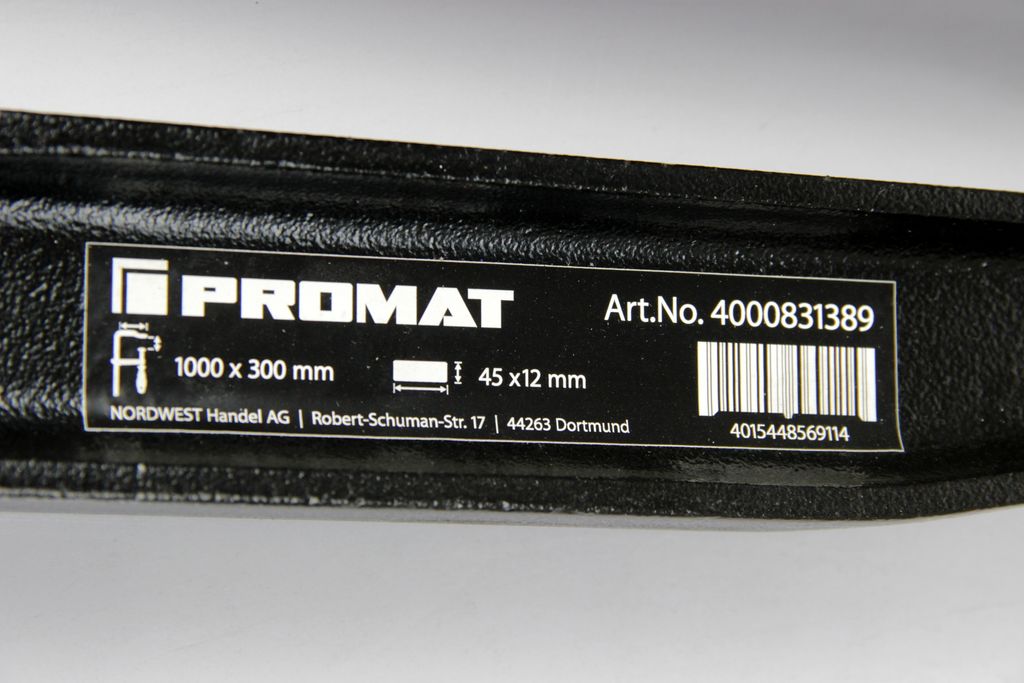 PROMAT
Art.No. 4000831389
1000 x 300 mm
45 x12 mm
NORDWEST Handel AG | Robert-Schuman-Str. 17 | 44263 Dortmund
4015448569114